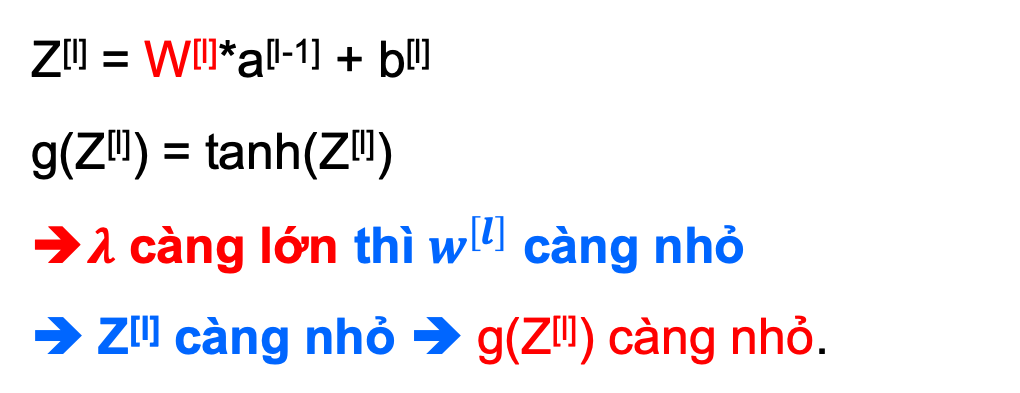 Z[l] = W[l]*a[l-1] + b[l]
g(Z[l]) = tanh(Z[l])
➔ λ càng lớn thì w[l] càng nhỏ
➔ Z[l] càng nhỏ ➔ g(Z[l]) càng nhỏ.